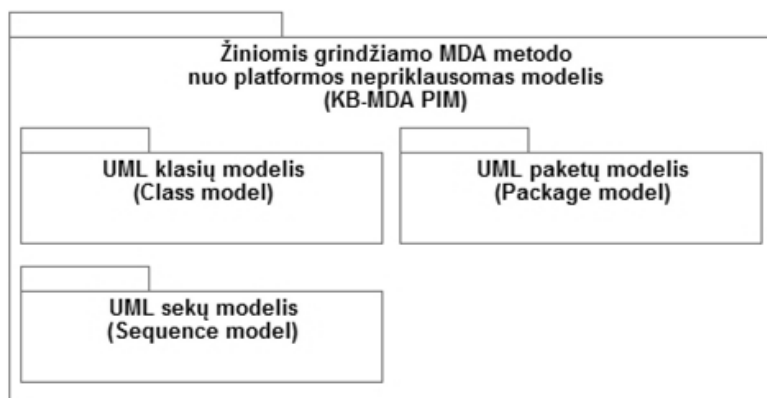 Žiniomis grindžiamo MDA metodo
nuo platformos nepriklausomas modelis
(KB-MDA PIM)
UML klasių modelis
(Class model)
UML paketų modelis
(Package model)
UML sekų modelis
(Sequence model)